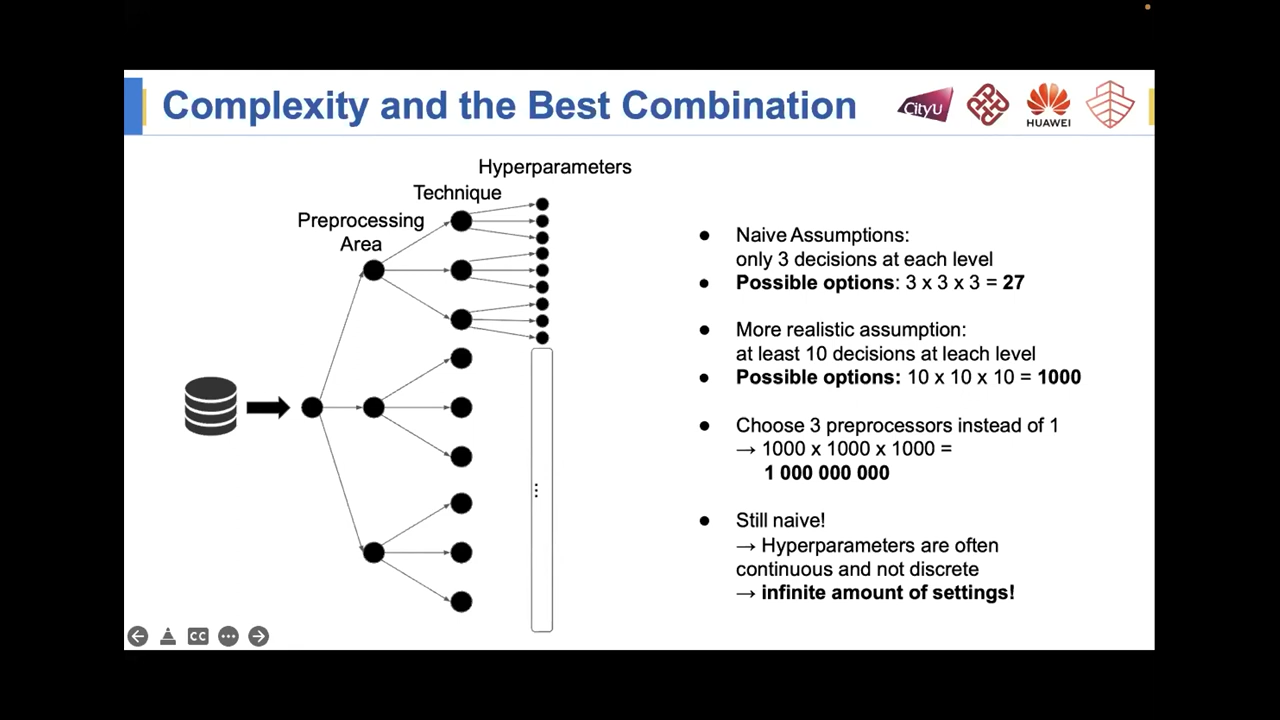 Complexity and the Best Combination
CityU
HUAWEI
Hyperparameters
Technique
Preprocessing
Area
● Naive Assumptions:
only 3 decisions at each level
● Possible options: 3 x 3 x 3 = 27
● More realistic assumption:
at least 10 decisions at leach level
● Possible options: 10 x 10 x 10 = 1000
● Choose 3 preprocessors instead of 1
→ 1000 x 1000 x 1000 =
1 000 000 000
● Still naive!
→ Hyperparameters are often
continuous and not discrete
→ infinite amount of settings!
...
CC